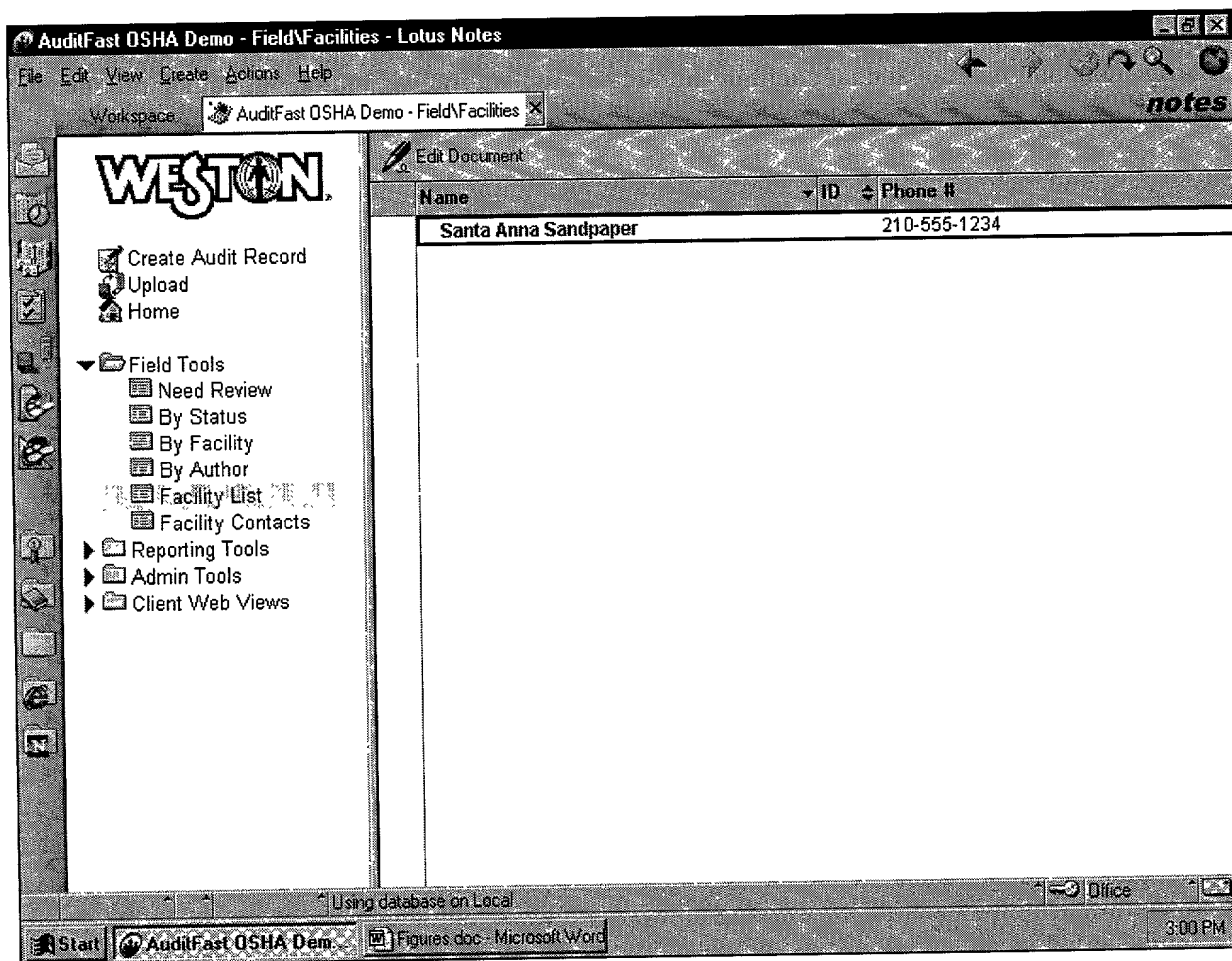 AuditFast OSHA Demo - Field\Facilities - Lotus Notes
File Edit View Create Actions Help
Workspace AuditFast OSHA Demo - Field\Facilities
notes
WESTON
Edit Document
Name ID Phone #
Santa Anna Sandpaper 210-555-1234
Create Audit Record
Upload
Home
Field Tools
Need Review
By Status
By Facility
By Author
Facility List
Facility Contacts
Reporting Tools
Admin Tools
Client Web Views
Using database on Local
Office
Start AuditFast OSHA Dem... Figures.doc - Microsoft Word 3:00 PM